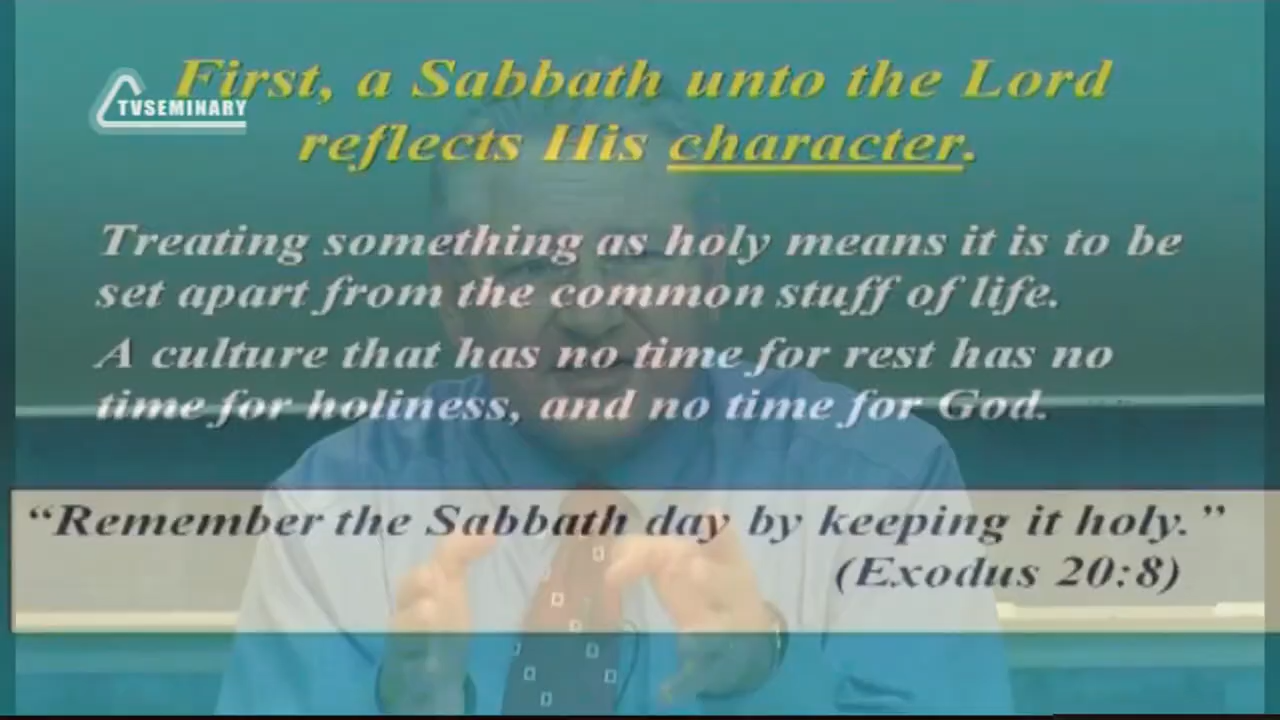 First, a Sabbath unto the Lord
TVSEMINARY
reflects His character.
Treating something as holy means it is to be
set apart from the common stuff of life.
A culture that has no time for rest has no
time for holiness, and no time for God.
“Remember the Sabbath day by keeping it holy.”
(Exodus 20:8)